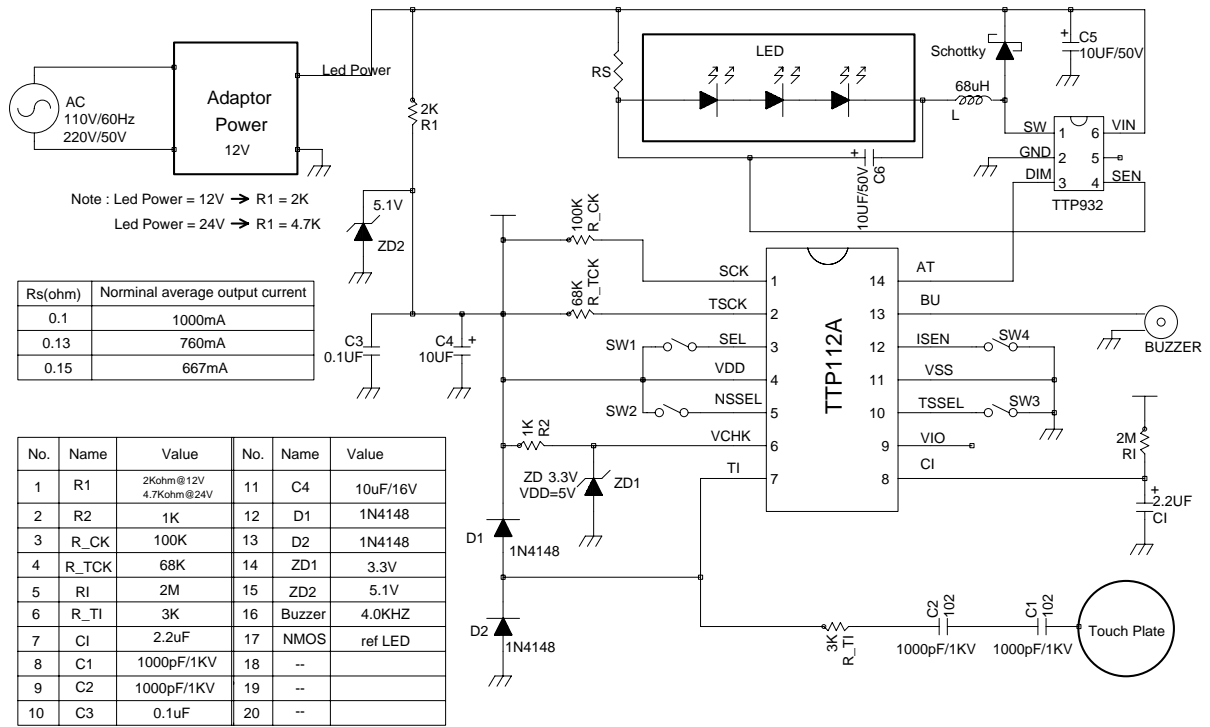 AC
110V/60Hz
220V/50V
Adaptor
Power
12V
Led Power
Note : Led Power = 12V → R1 = 2K
Led Power = 24V → R1 = 4.7K
2K
R1
5.1V
ZD2
RS
LED
Schottky
+
C5
10UF/50V
68uH
L
+
10UF/50V
C6
SW
1
6
VIN
GND
2
5
DIM
3
4
SEN
TTP932
Rs(ohm)
Norminal average output current
0.1
1000mA
0.13
760mA
0.15
667mA
C3
0.1UF
C4
+
10UF
100K
R_CK
68K
R_TCK
SCK
1
TSCK
2
SW1
SEL
3
VDD
4
SW2
NSSEL
5
1K
R2
VCHK
6
TI
7
ZD 3.3V
VDD=5V
ZD1
TTP112A
14
AT
13
BU
12
ISEN
SW4
11
VSS
10
TSSEL
SW3
9
VIO
8
CI
BUZZER
2M
RI
+
2.2UF
CI
D1
1N4148
D2
1N4148
3K
R_TI
C2
102
1000pF/1KV
C1
102
1000pF/1KV
Touch Plate
No. Name Value No. Name Value
1 R1 2Kohm@12V 4.7Kohm@24V 11 C4 10uF/16V
2 R2 1K 12 D1 1N4148
3 R_CK 100K 13 D2 1N4148
4 R_TCK 68K 14 ZD1 3.3V
5 RI 2M 15 ZD2 5.1V
6 R_TI 3K 16 Buzzer 4.0KHZ
7 CI 2.2uF 17 NMOS ref LED
8 C1 1000pF/1KV 18 --
9 C2 1000pF/1KV 19 --
10 C3 0.1uF 20 --